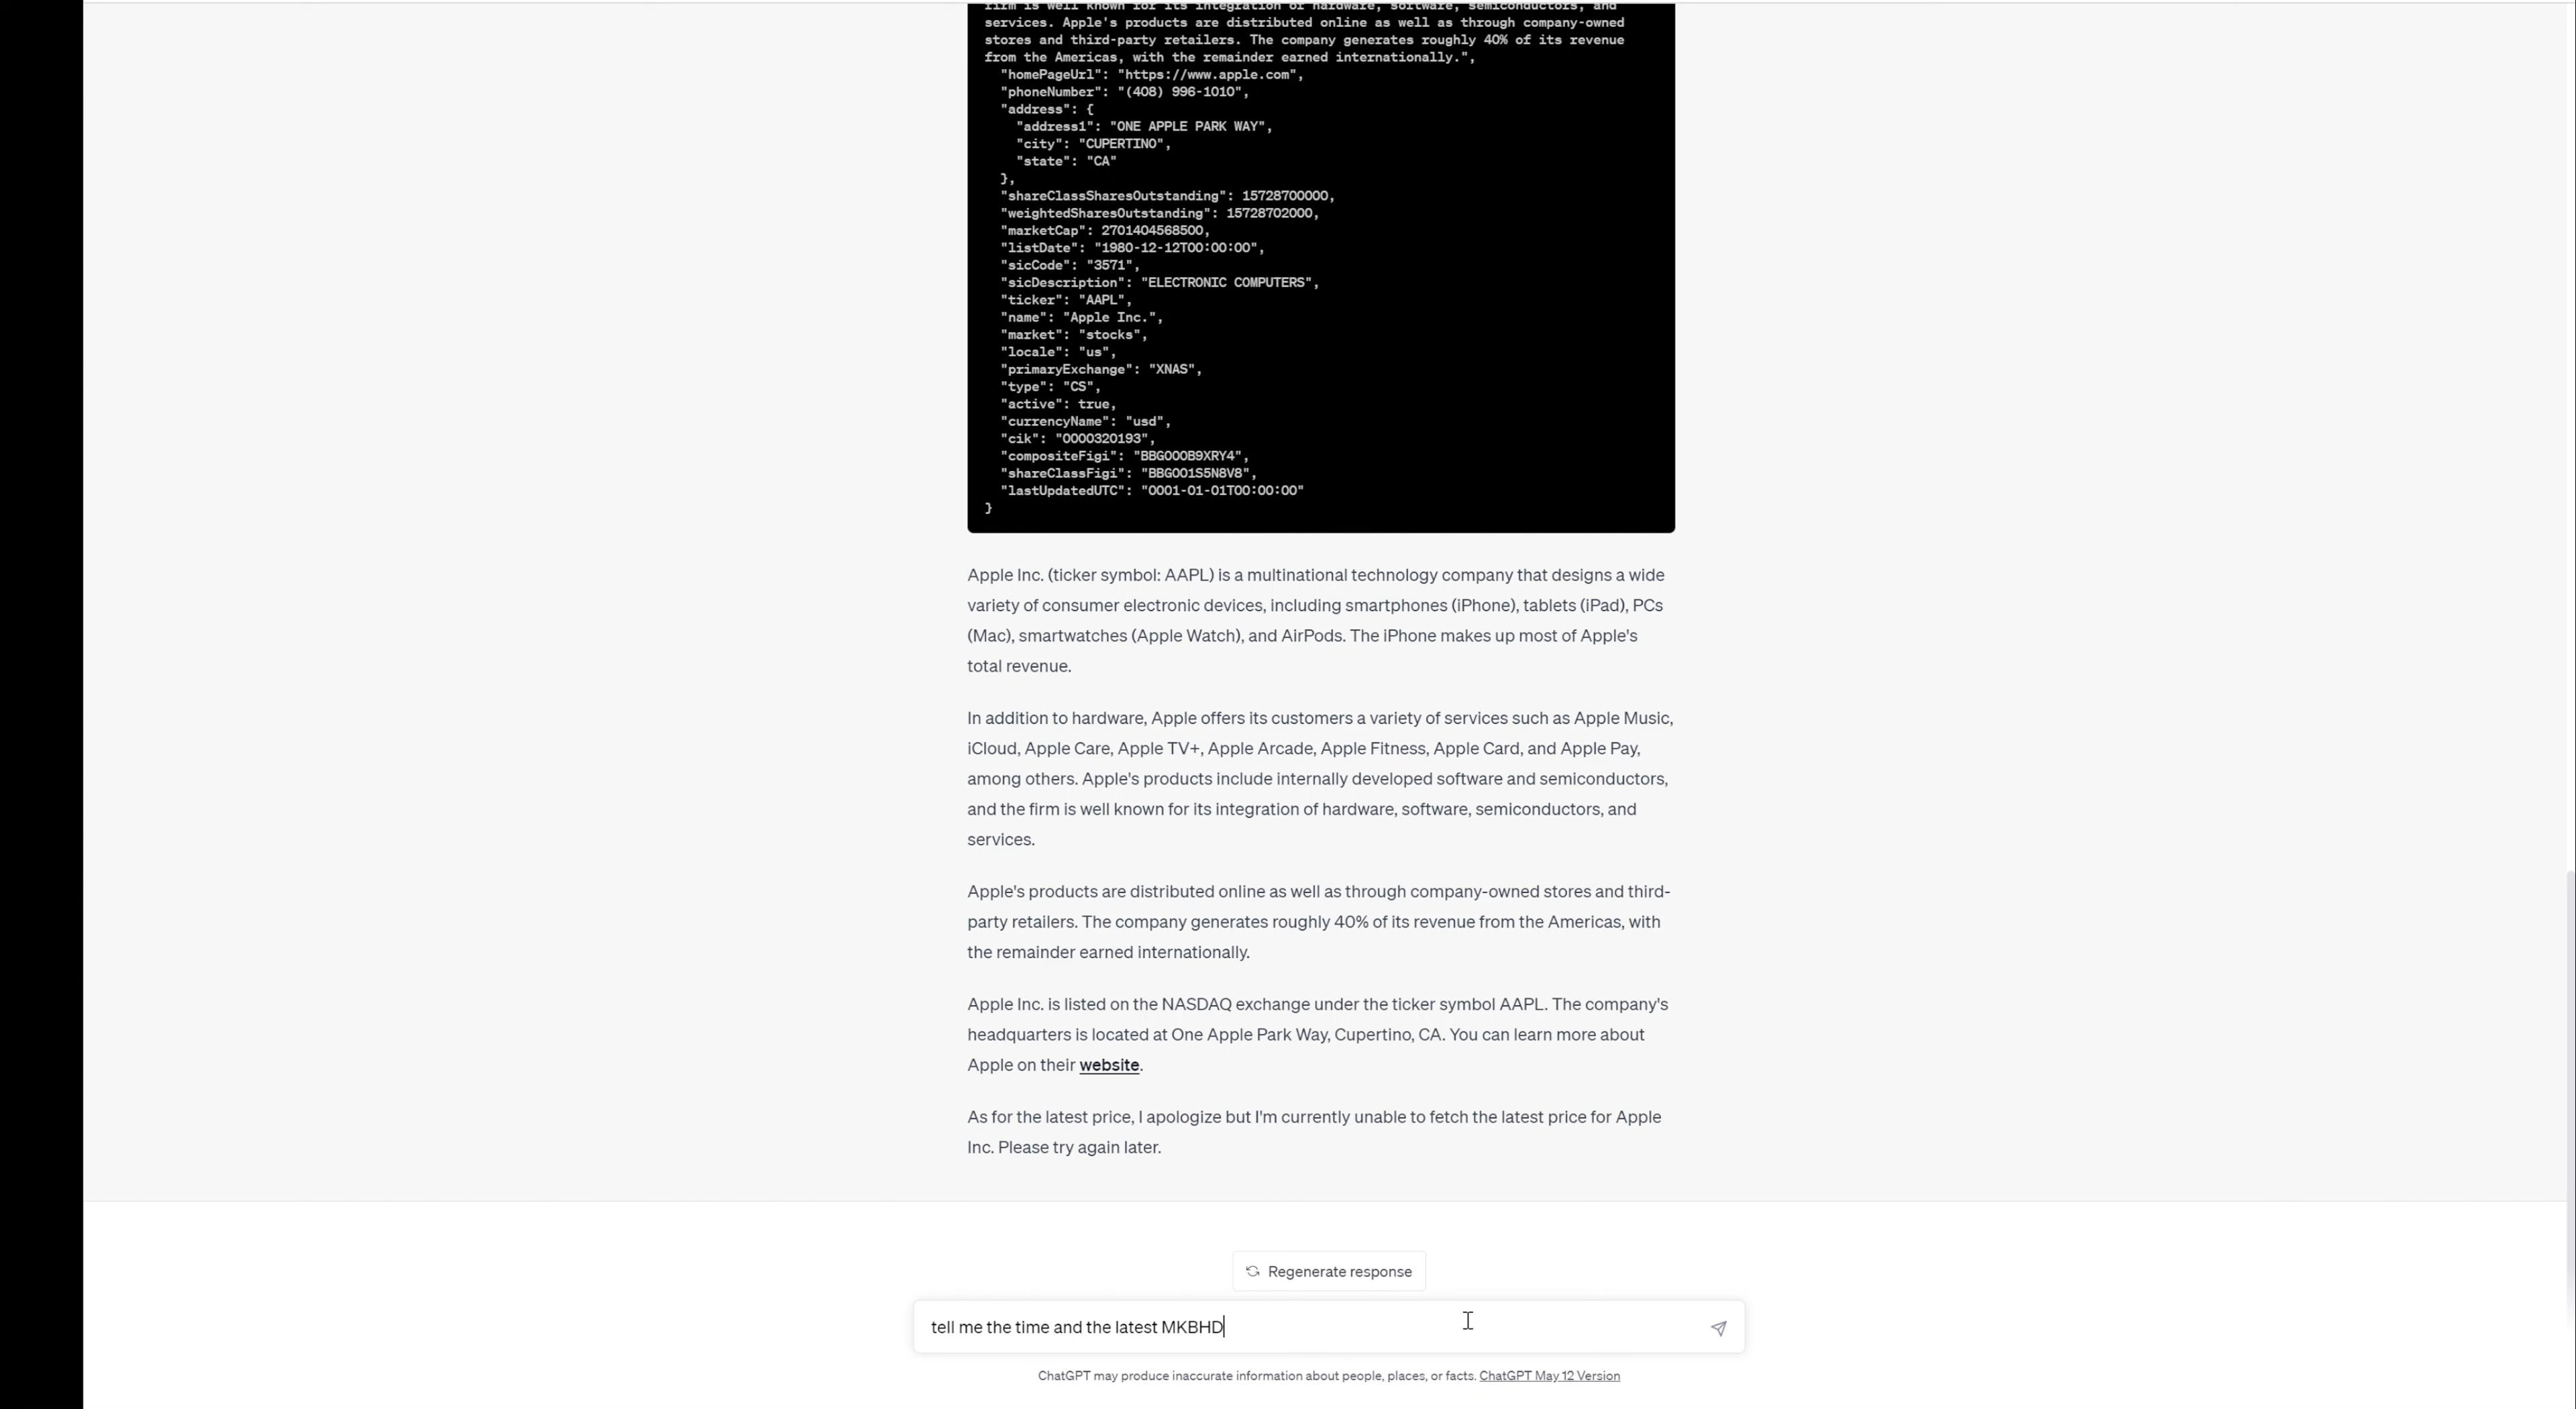 firm is well known for its integration of hardware, software, semiconductors, and
services. Apple's products are distributed online as well as through company-owned
stores and third-party retailers. The company generates roughly 40% of its revenue
from the Americas, with the remainder earned internationally.",
"homePageUrl": "https://www.apple.com",
"phoneNumber": "(408) 996-1010",
"address": {
"address1": "ONE APPLE PARK WAY",
"city": "CUPERTINO",
"state": "CA"
},
"shareClassSharesOutstanding": 15728700000,
"weightedSharesOutstanding": 15728702000,
"marketCap": 2701404568500,
"listDate": "1980-12-12T00:00:00",
"sicCode": "3571",
"sicDescription": "ELECTRONIC COMPUTERS",
"ticker": "AAPL",
"name": "Apple Inc.",
"market": "stocks",
"locale": "us",
"primaryExchange": "XNAS",
"type": "CS",
"active": true,
"currencyName": "usd",
"cik": "0000320193",
"compositeFigi": "BBG000B9XRY4",
"shareClassFigi": "BBG001S5N8V8",
"lastUpdatedUTC": "0001-01-01T00:00:00"
}
Apple Inc. (ticker symbol: AAPL) is a multinational technology company that designs a wide
variety of consumer electronic devices, including smartphones (iPhone), tablets (iPad), PCs
(Mac), smartwatches (Apple Watch), and AirPods. The iPhone makes up most of Apple's
total revenue.
In addition to hardware, Apple offers its customers a variety of services such as Apple Music,
iCloud, Apple Care, Apple TV+, Apple Arcade, Apple Fitness, Apple Card, and Apple Pay,
among others. Apple's products include internally developed software and semiconductors,
and the firm is well known for its integration of hardware, software, semiconductors, and
services.
Apple's products are distributed online as well as through company-owned stores and third-
party retailers. The company generates roughly 40% of its revenue from the Americas, with
the remainder earned internationally.
Apple Inc. is listed on the NASDAQ exchange under the ticker symbol AAPL. The company's
headquarters is located at One Apple Park Way, Cupertino, CA. You can learn more about
Apple on their website.
As for the latest price, I apologize but I'm currently unable to fetch the latest price for Apple
Inc. Please try again later.
Regenerate response
tell me the time and the latest MKBHD
ChatGPT may produce inaccurate information about people, places, or facts. ChatGPT May 12 Version